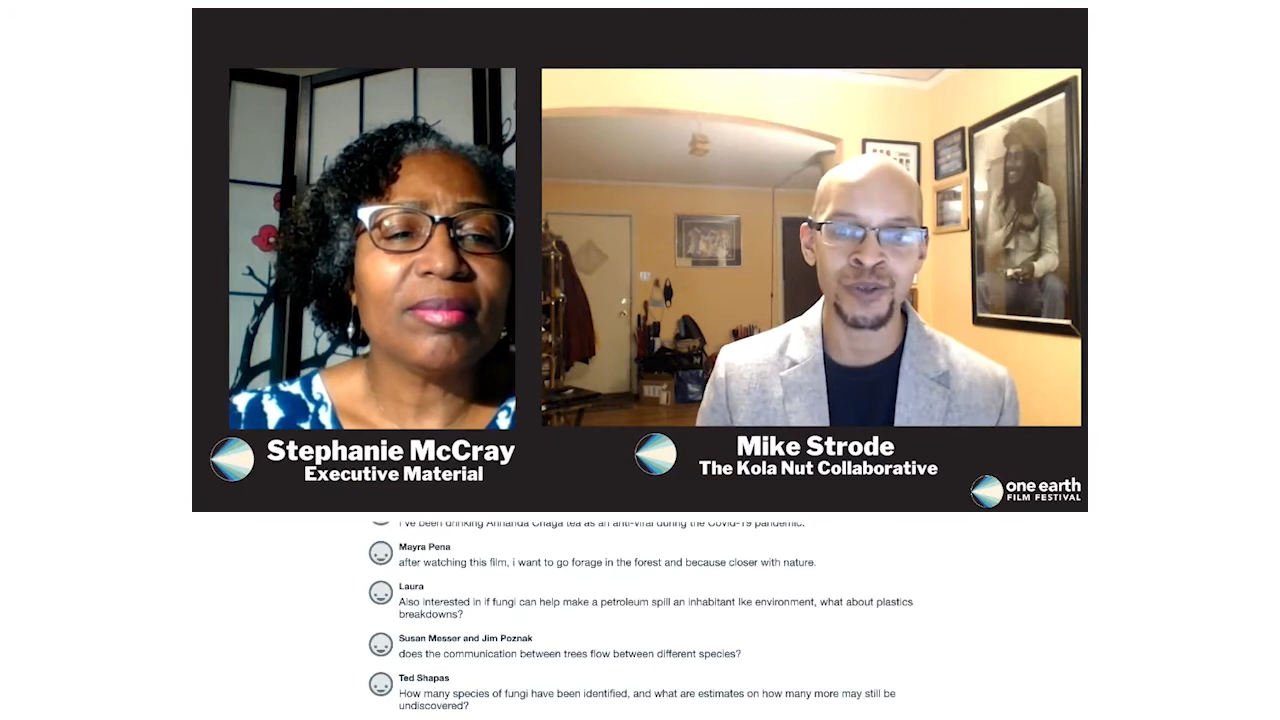 Stephanie McCray
Executive Material
Mike Strode
The Kola Nut Collaborative
one earth
FILM FESTIVAL
I've been drinking Annanda Chaga tea as an anti-viral during the Covid-19 pandemic.
Mayra Pena
after watching this film, i want to go forage in the forest and because closer with nature.
Laura
Also interested in if fungi can help make a petroleum spill an inhabitant lke environment, what about plastics
breakdowns?
Susan Messer and Jim Poznak
does the communication between trees flow between different species?
Ted Shapas
How many species of fungi have been identified, and what are estimates on how many more may still be
undiscovered?